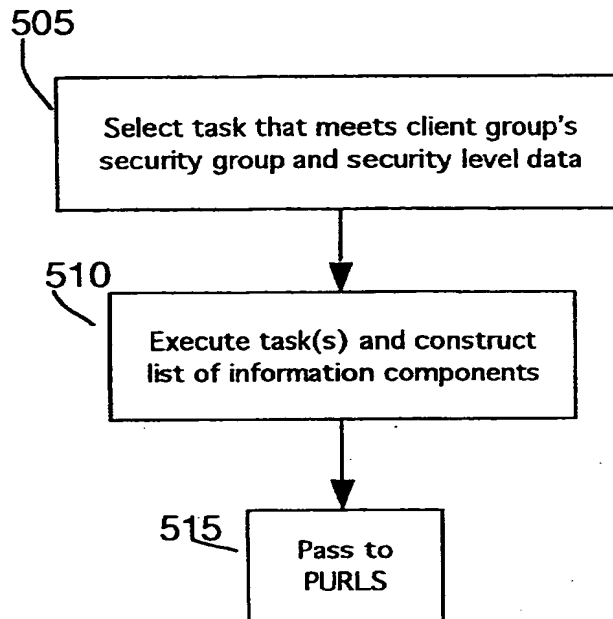 505
Select task that meets client group's
security group and security level data
510
Execute task(s) and construct
list of information components
515
Pass to
PURLS